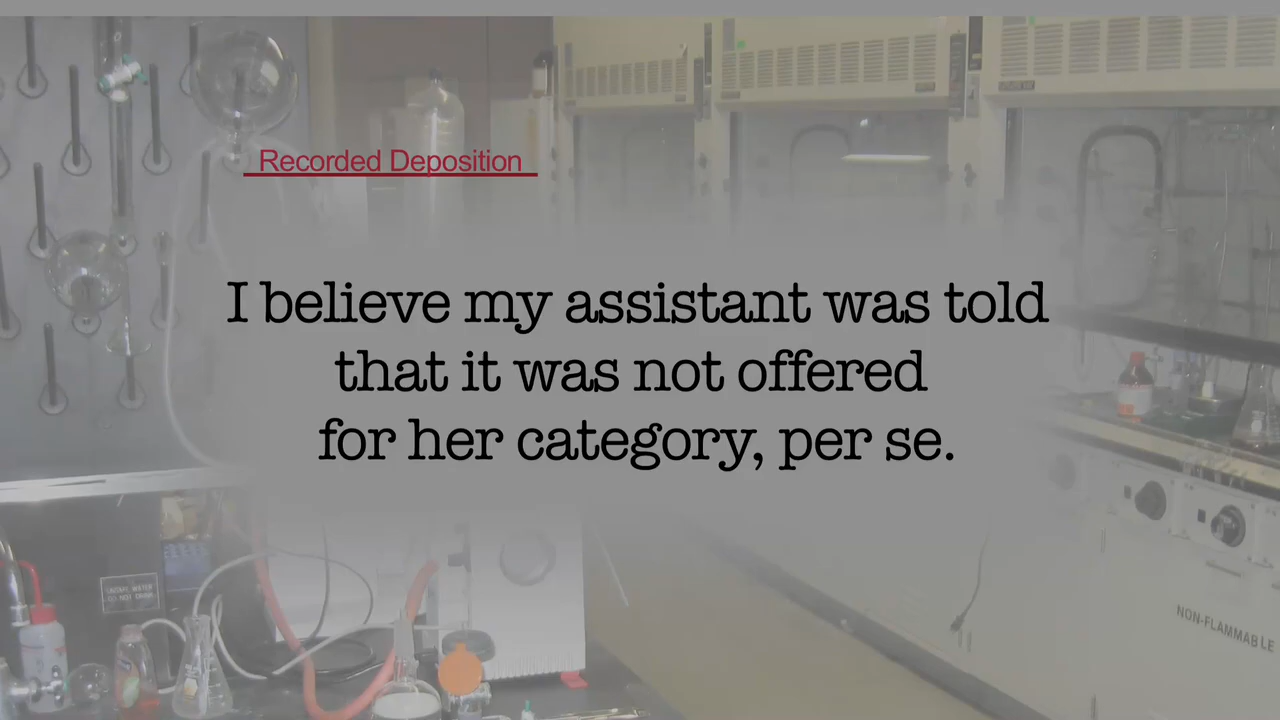 Recorded Deposition
I believe my assistant was told
that it was not offered
for her category, per se.
NON-FLAMMABLE